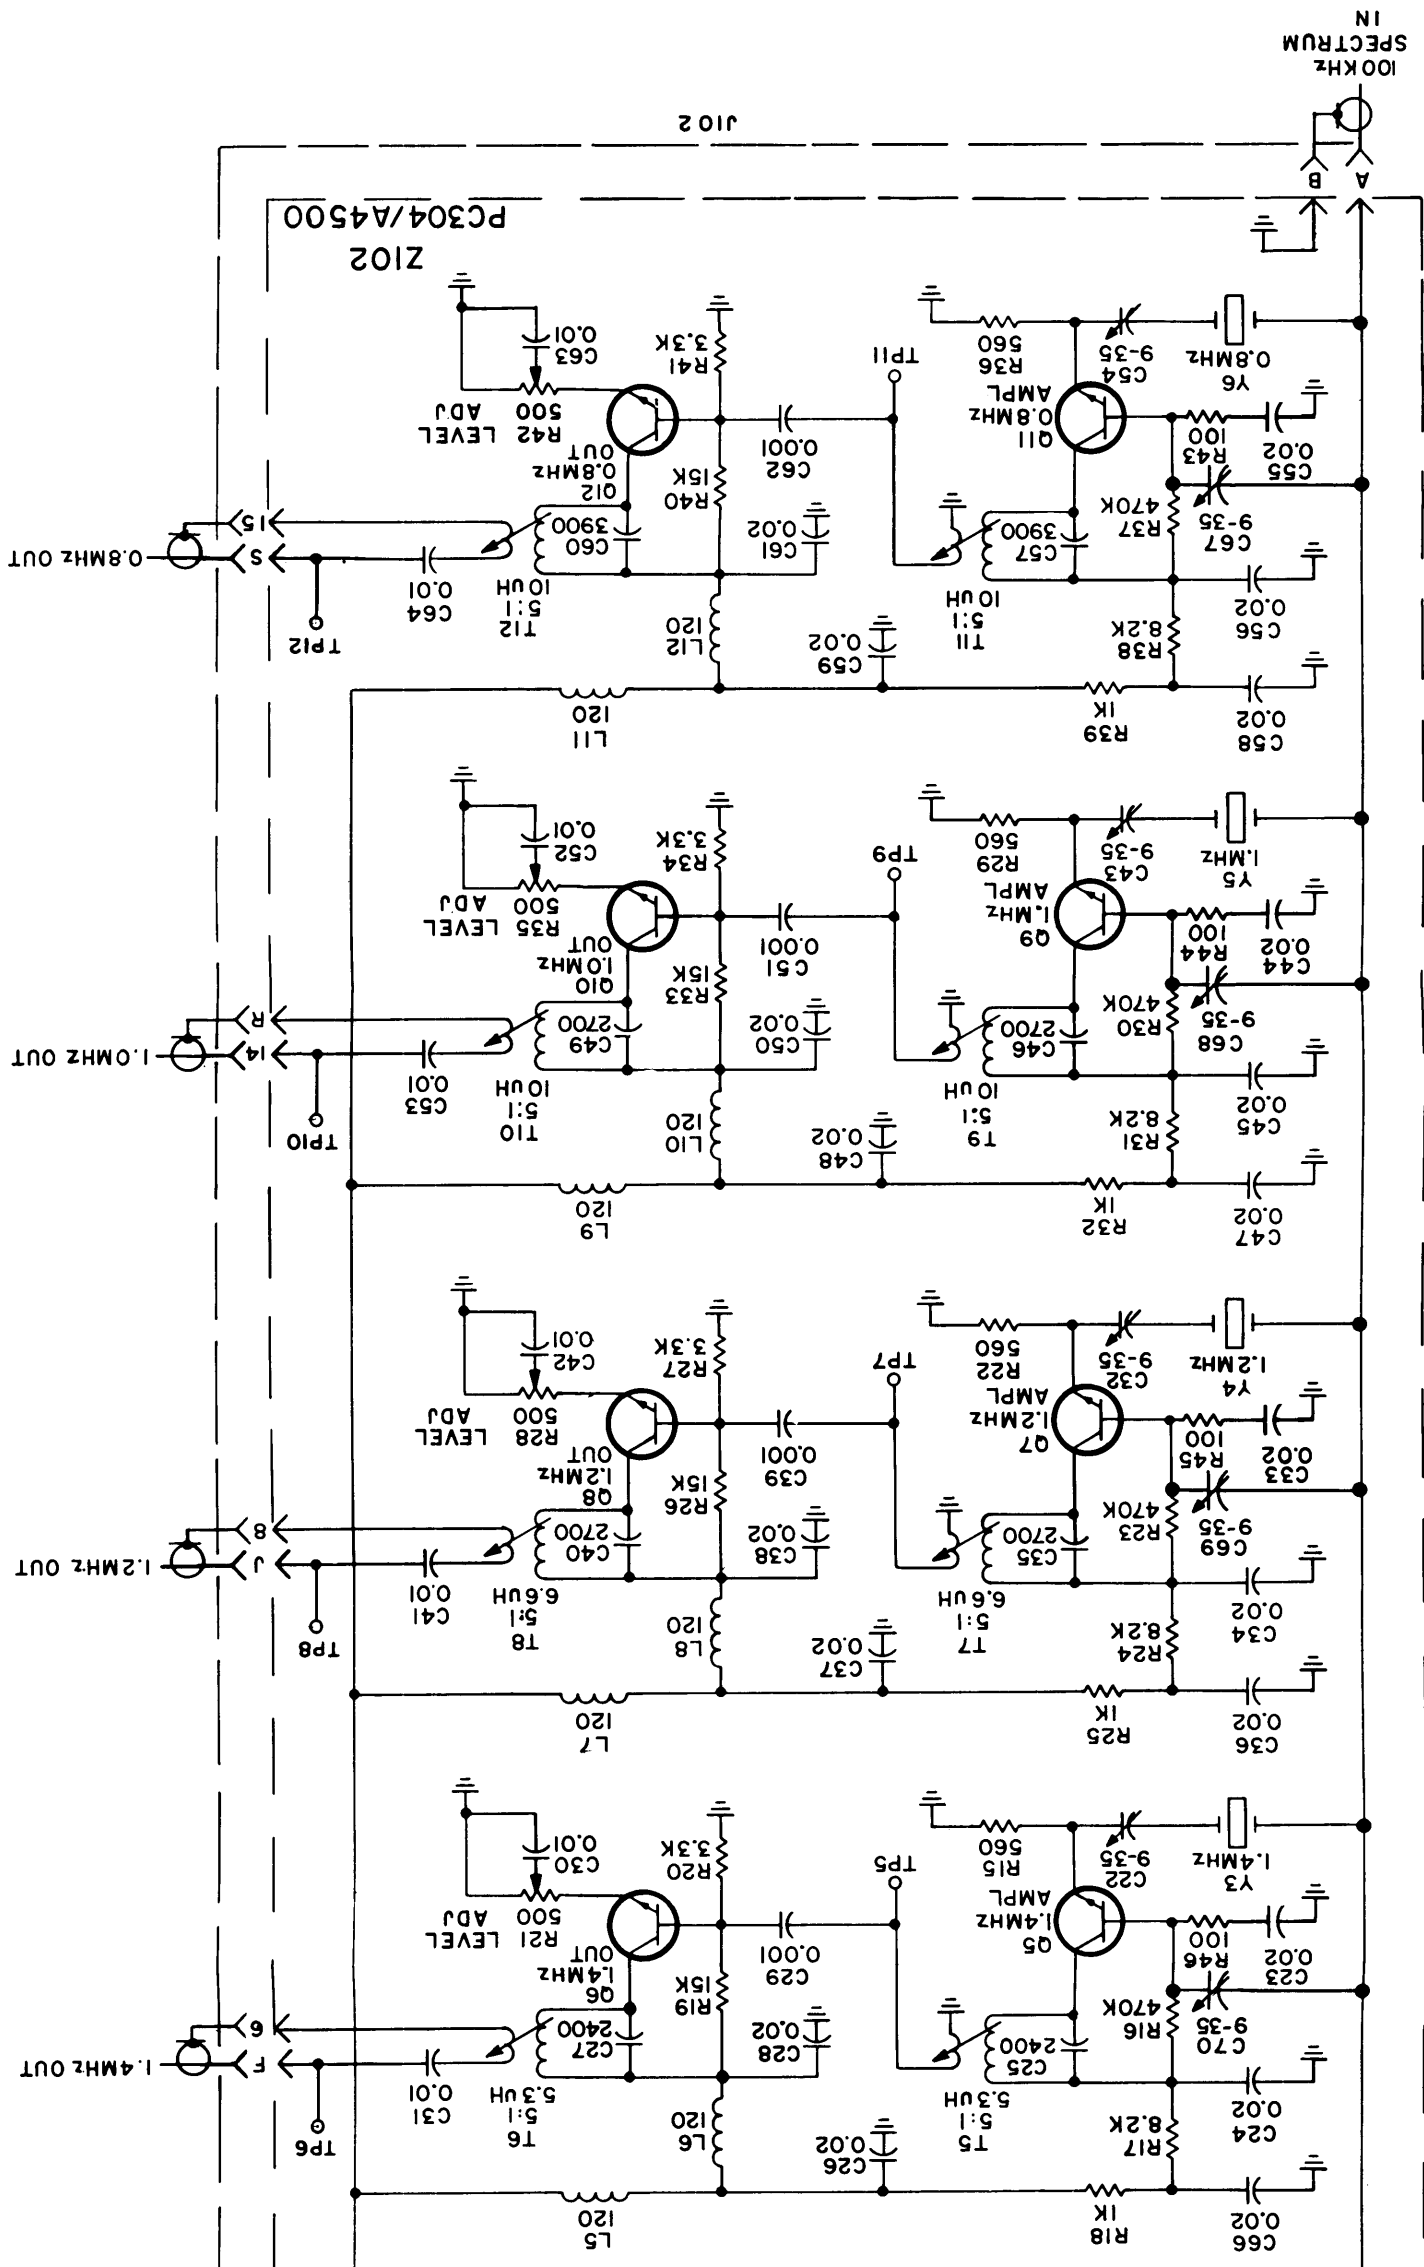 C66
0.02
R18
1K
L5
120
C24
0.02
R17
8.2K
C26
0.02
T5
5:1
5.3UH
L6
120
T6
5:1
5.3UH
C31
0.01
TP6
C70
9-35
R16
470K
C25
2400
C28
0.02
R19
15K
C27
2400
F
6
1.4MHZ OUT
C23
0.02
R46
100
Q5
1.4MHZ
AMPL
TP5
C29
0.001
Q6
1.4MHZ
OUT
R21
500
LEVEL
ADJ
Y3
1.4MHZ
C22
9-35
R15
560
R20
3.3K
C30
0.01
C36
0.02
R25
1K
L7
120
C34
0.02
R24
8.2K
C37
0.02
T7
5:1
6.6UH
L8
120
T8
5:1
6.6UH
C41
0.01
TP8
C69
9-35
R23
470K
C35
2700
C38
0.02
R26
15K
C40
2700
J
8
1.2MHZ OUT
C33
0.02
R45
100
Q7
1.2MHZ
AMPL
TP7
C39
0.001
Q8
1.2MHZ
OUT
R28
500
LEVEL
ADJ
Y4
1.2MHZ
C32
9-35
R22
560
R27
3.3K
C42
0.01
C47
0.02
R32
1K
L9
120
C45
0.02
R31
8.2K
C48
0.02
T9
5:1
10UH
L10
120
T10
5:1
10UH
C53
0.01
TP10
C68
9-35
R30
470K
C46
2700
C50
0.02
R33
15K
C49
2700
14
R
1.0MHZ OUT
C44
0.02
R44
100
Q9
1.MHZ
AMPL
TP9
C51
0.001
Q10
1.0MHZ
OUT
R35
500
LEVEL
ADJ
Y5
1.MHZ
C43
9-35
R29
560
R34
3.3K
C52
0.01
C58
0.02
R39
1K
L11
120
C56
0.02
R38
8.2K
C59
0.02
T11
5:1
10UH
L12
120
T12
5:1
10UH
C64
0.01
TP12
C67
9-35
R37
470K
C57
3900
C61
0.02
R40
15K
C60
3900
S
15
0.8MHZ OUT
C55
0.02
R43
100
Q11
0.8MHZ
AMPL
TP11
C62
0.001
Q12
0.8MHZ
OUT
R42
500
LEVEL
ADJ
Y6
0.8MHZ
C54
9-35
R36
560
R41
3.3K
C63
0.01
Z102
PC304/A4500
A
B
J102
100KHZ
SPECTRUM
IN